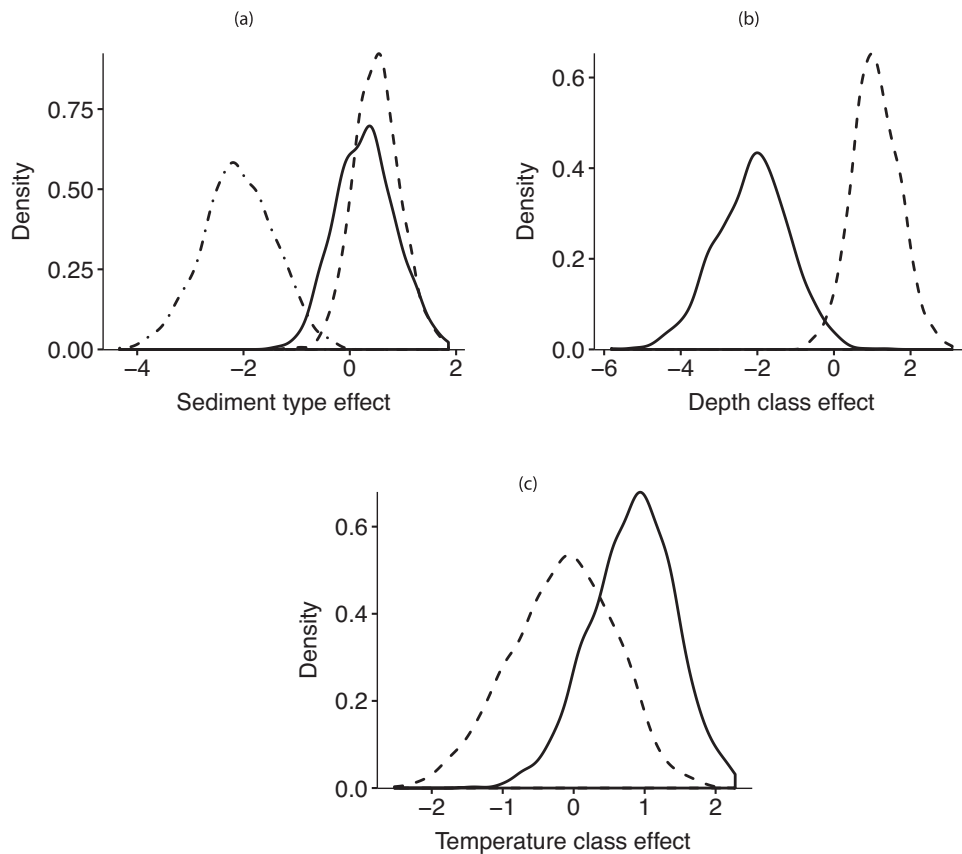 (a)
Density
0.75
0.50
0.25
0.00
−4
−2
0
2
Sediment type effect
(b)
Density
0.6
0.4
0.2
0.0
−6
−4
−2
0
2
Depth class effect
(c)
Density
0.6
0.4
0.2
0.0
−2
−1
0
1
2
Temperature class effect